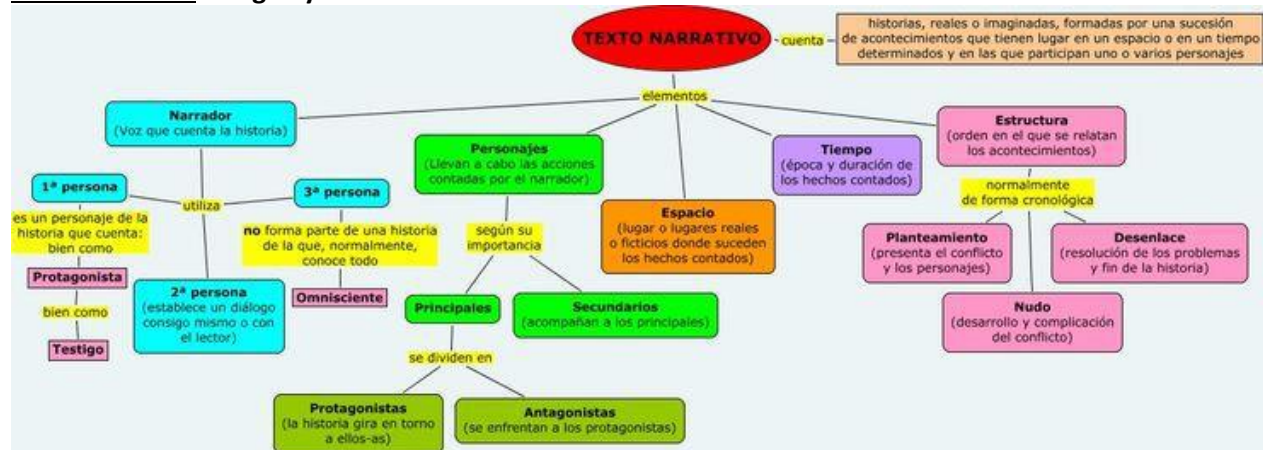 TEXTO NARRATIVO
cuenta
historias, reales o imaginadas, formadas por una sucesión
de acontecimientos que tienen lugar en un espacio o en un tiempo
determinados y en las que participan uno o varios personajes
elementos
Narrador
(Voz que cuenta la historia)
utiliza
1ª persona
es un personaje de la
historia que cuenta:
bien como
Protagonista
bien como
Testigo
2ª persona
(establece un diálogo
consigo mismo o con
el lector)
3ª persona
no forma parte de una historia
de la que, normalmente,
conoce todo
Omnisciente
Personajes
(Llevan a cabo las acciones
contadas por el narrador)
según su
importancia
Principales
se dividen en
Protagonistas
(la historia gira en torno
a ellos-as)
Antagonistas
(se enfrentan a los protagonistas)
Secundarios
(acompañan a los principales)
Espacio
(lugar o lugares reales
o ficticios donde suceden
los hechos contados)
Tiempo
(época y duración de
los hechos contados)
Estructura
(orden en el que se relatan
los acontecimientos)
normalmente
de forma cronológica
Planteamiento
(presenta el conflicto
y los personajes)
Nudo
(desarrollo y complicación
del conflicto)
Desenlace
(resolución de los problemas
y fin de la historia)